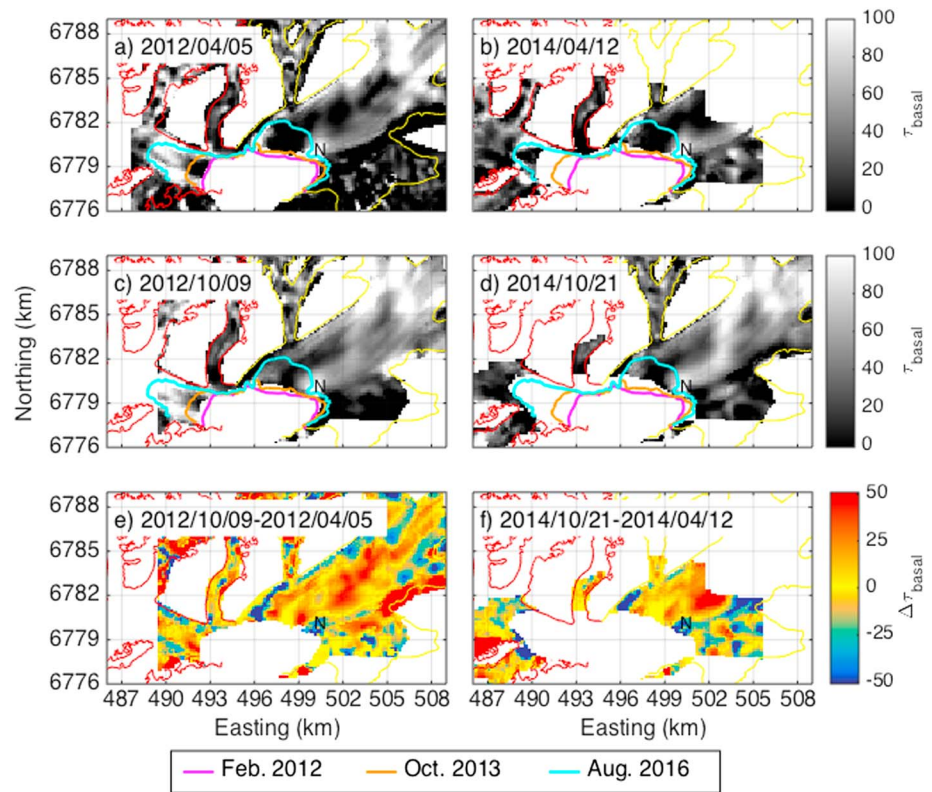 6788
6785
6782
6779
6776
a) 2012/04/05
N
b) 2014/04/12
N
100
80
60
40
20
0
τbasal
6788
6785
6782
6779
6776
Northing (km)
c) 2012/10/09
N
d) 2014/10/21
N
100
80
60
40
20
0
τbasal
6788
6785
6782
6779
6776
e) 2012/10/09-2012/04/05
N
f) 2014/10/21-2014/04/12
N
50
25
0
-25
-50
Δτbasal
487 490 493 496 499 502 505 508
487 490 493 496 499 502 505 508
Easting (km)
Easting (km)
Feb. 2012 Oct. 2013 Aug. 2016